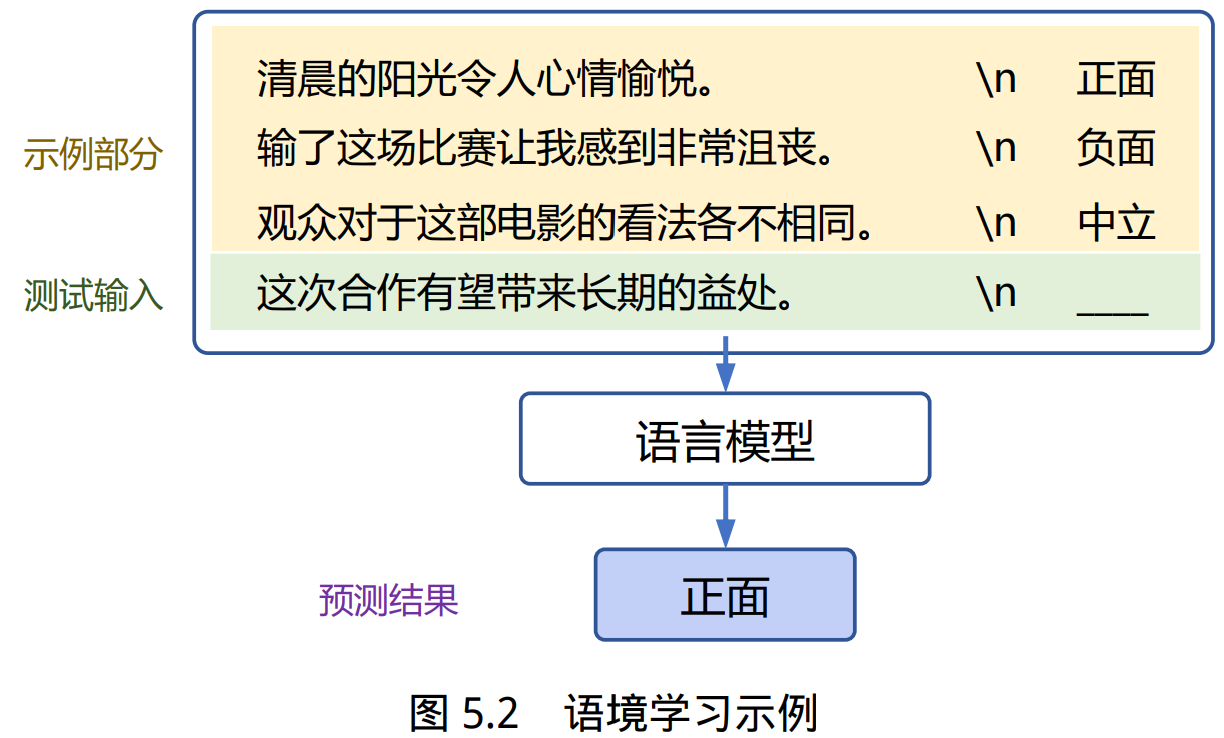 清晨的阳光令人心情愉悦。 \n 正面
示例部分
输了这场比赛让我感到非常沮丧。 \n 负面
观众对于这部电影的看法各不相同。 \n 中立
测试输入
这次合作有望带来长期的益处。 \n ____
语言模型
预测结果
正面
图 5.2 语境学习示例